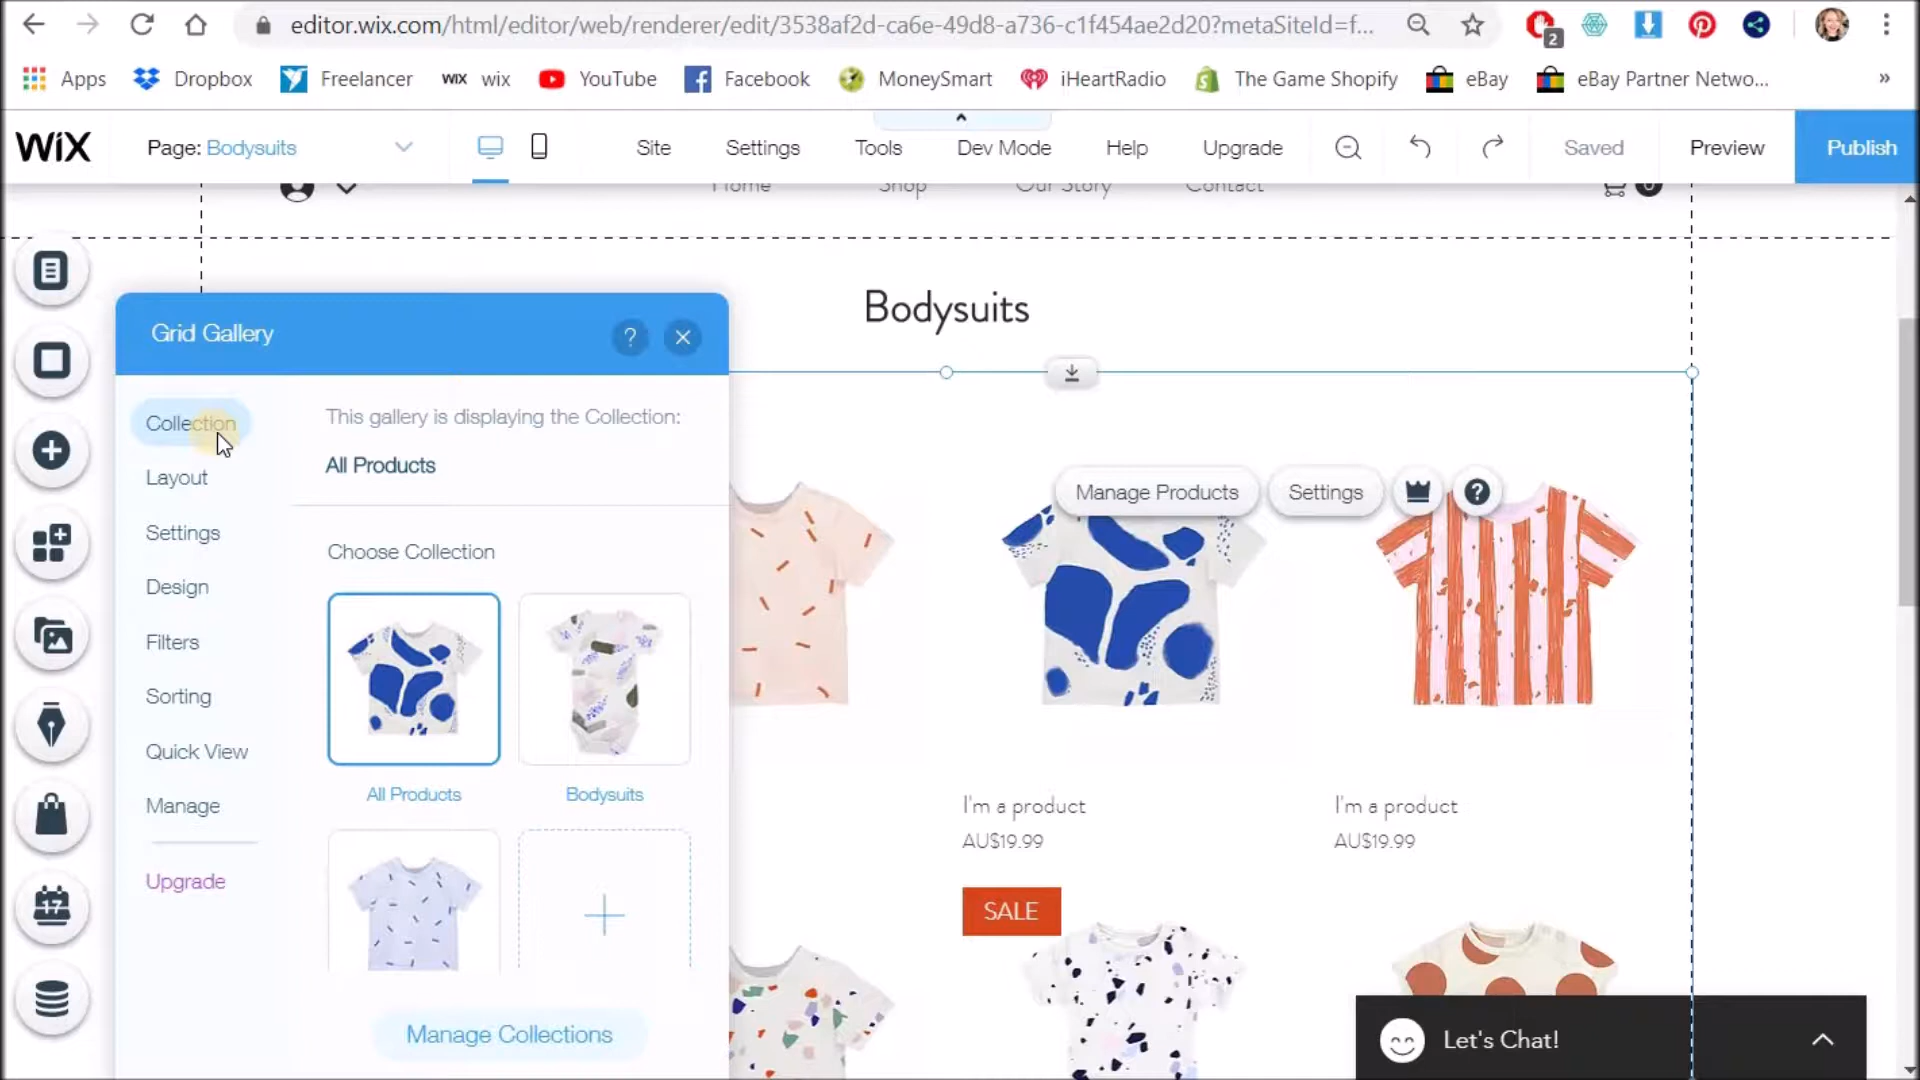 editor.wix.com/html/editor/web/renderer/edit/3538af2d-ca6e-49d8-a736-c1f454ae2d20?metaSiteId=f...
2
Apps
Dropbox
Freelancer
WIX wix
YouTube
Facebook
MoneySmart
iHeartRadio
The Game Shopify
eBay
eBay Partner Netwo...
»
WiX
Page: Bodysuits
Site
Settings
Tools
Dev Mode
Help
Upgrade
Saved
Preview
Publish
Home
Shop
Our Story
Contact
0
Bodysuits
Grid Gallery
?
Collection
Layout
Settings
Design
Filters
Sorting
Quick View
Manage
Upgrade
This gallery is displaying the Collection:
All Products
Choose Collection
All Products
Bodysuits
Manage Collections
Manage Products
Settings
?
I'm a product
AU$19.99
I'm a product
AU$19.99
SALE
17
Let's Chat!